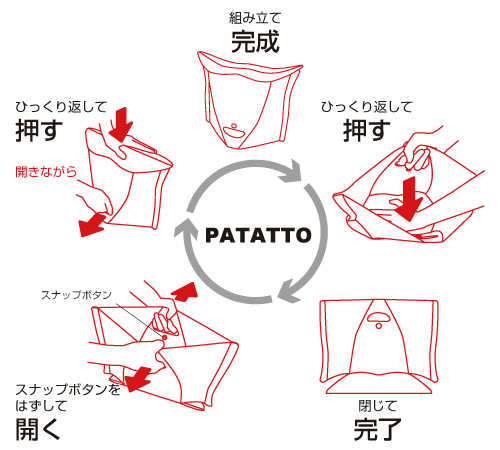 組み立て
完成
ひっくり返して
押す
開きながら
ひっくり返して
押す
PATATTO
スナップボタン
スナップボタンを
はずして
開く
閉じて
完了